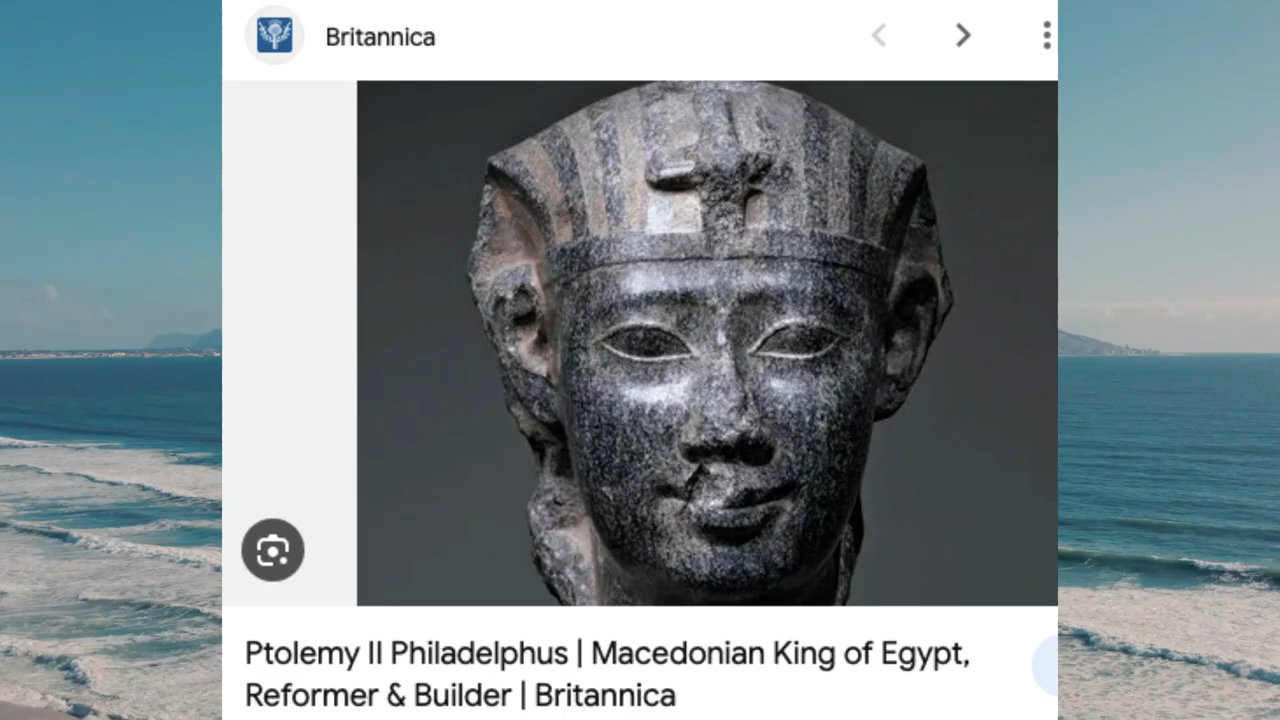 Britannica
Ptolemy II Philadelphus | Macedonian King of Egypt,
Reformer & Builder | Britannica